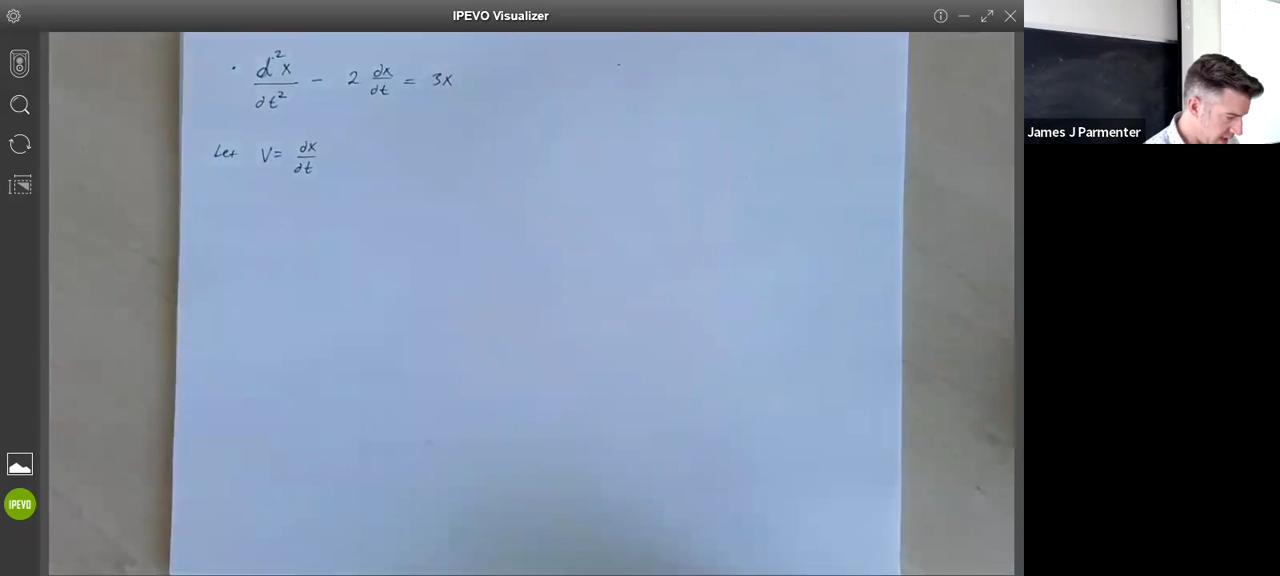 IPEVO Visualizer
James J Parmenter
d²x/dt² - 2 dx/dt = 3x
Let V = dx/dt
IPEVO